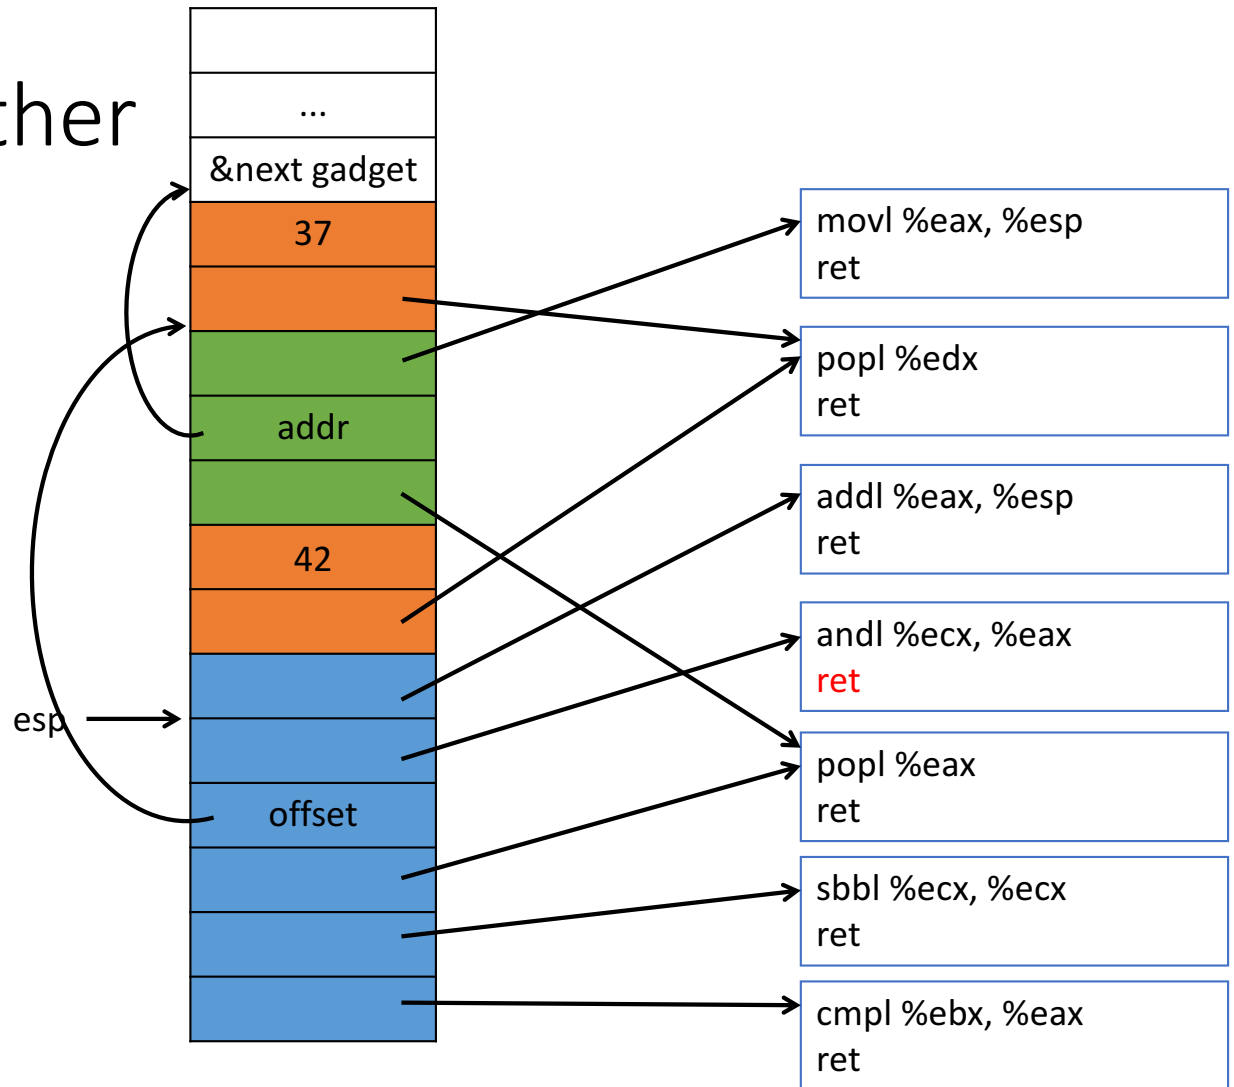 ther
...
&next gadget
37
addr
42
esp
offset
movl %eax, %esp
ret
popl %edx
ret
addl %eax, %esp
ret
andl %ecx, %eax
ret
popl %eax
ret
sbbl %ecx, %ecx
ret
cmpl %ebx, %eax
ret